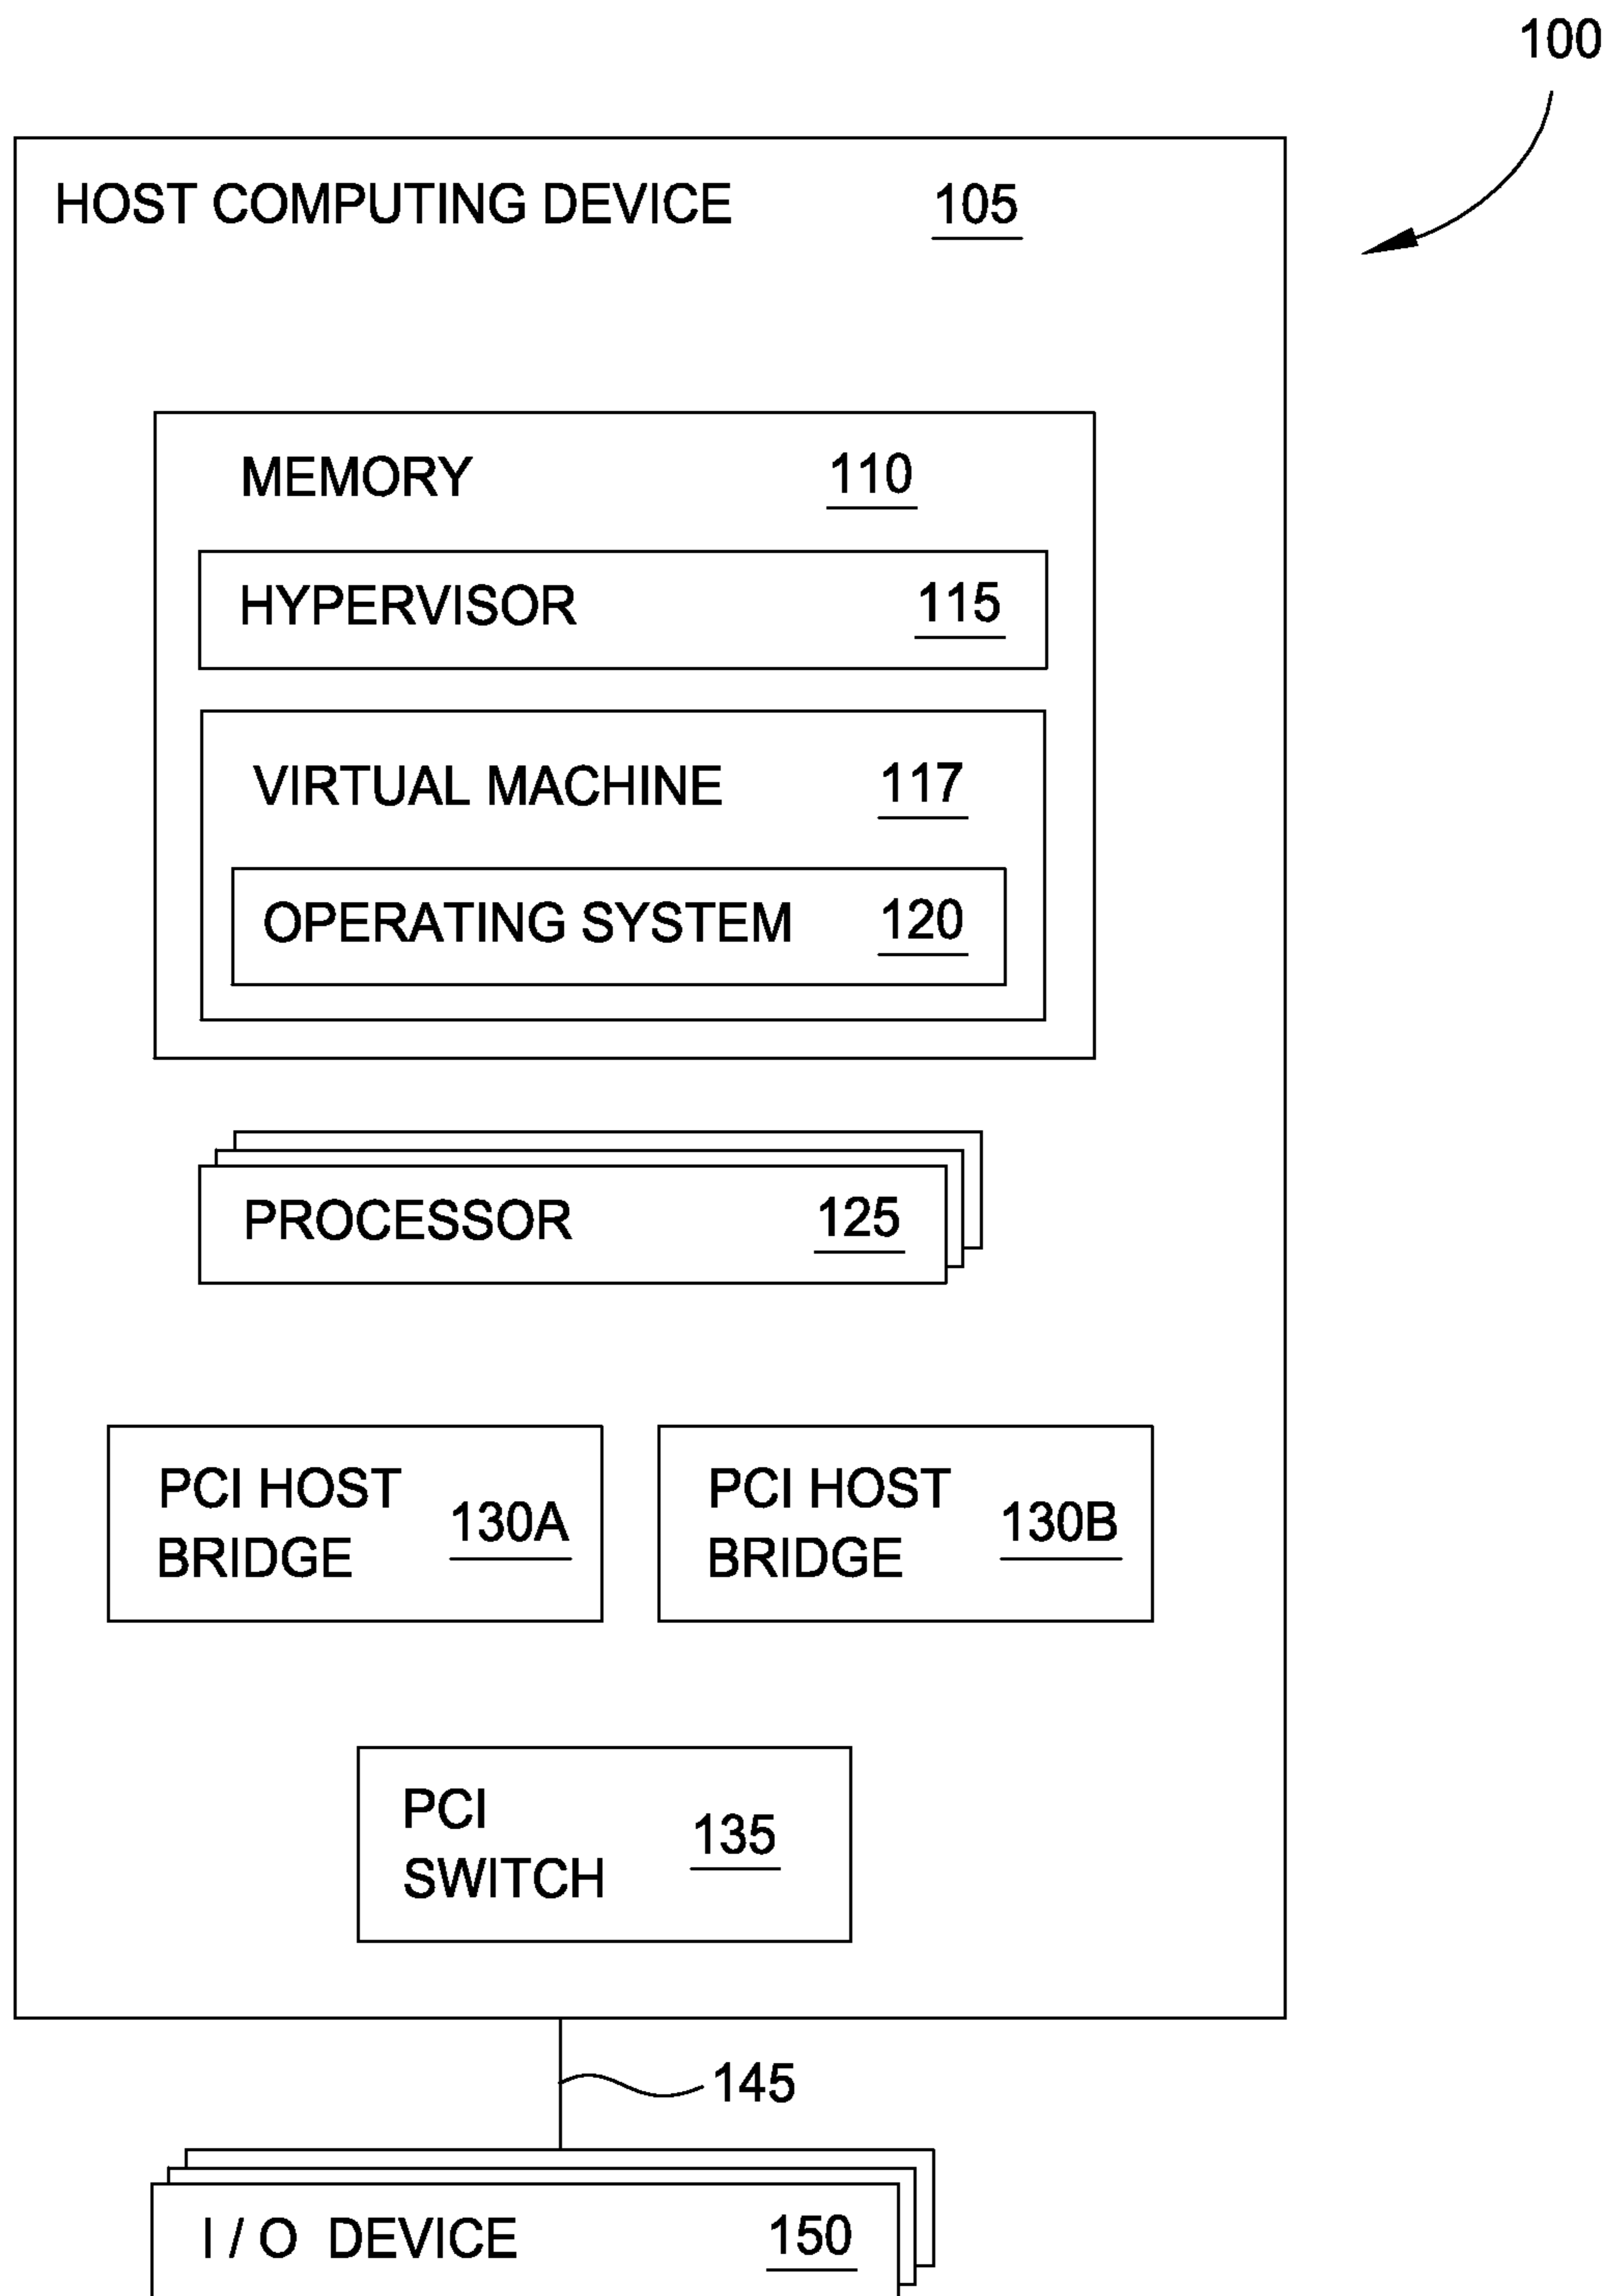 100
HOST COMPUTING DEVICE 105
MEMORY 110
HYPERVISOR 115
VIRTUAL MACHINE 117
OPERATING SYSTEM 120
PROCESSOR 125
PCI HOST
BRIDGE 130A
PCI HOST
BRIDGE 130B
PCI
SWITCH 135
145
I / O DEVICE 150